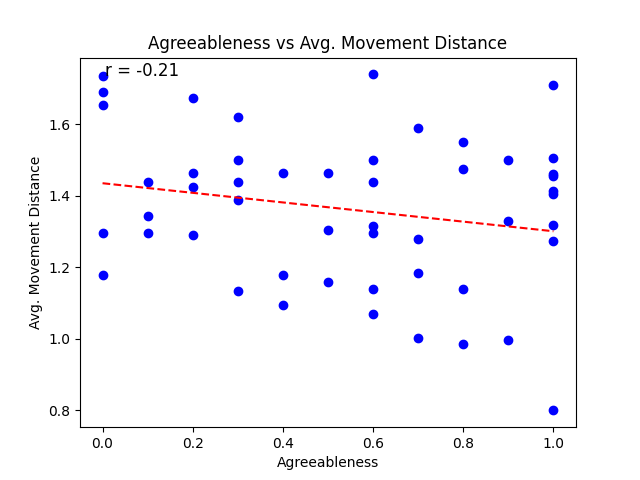 Agreeableness vs Avg. Movement Distance
r = -0.21
Avg. Movement Distance
1.6
1.4
1.2
1.0
0.8
0.0 0.2 0.4 0.6 0.8 1.0
Agreeableness